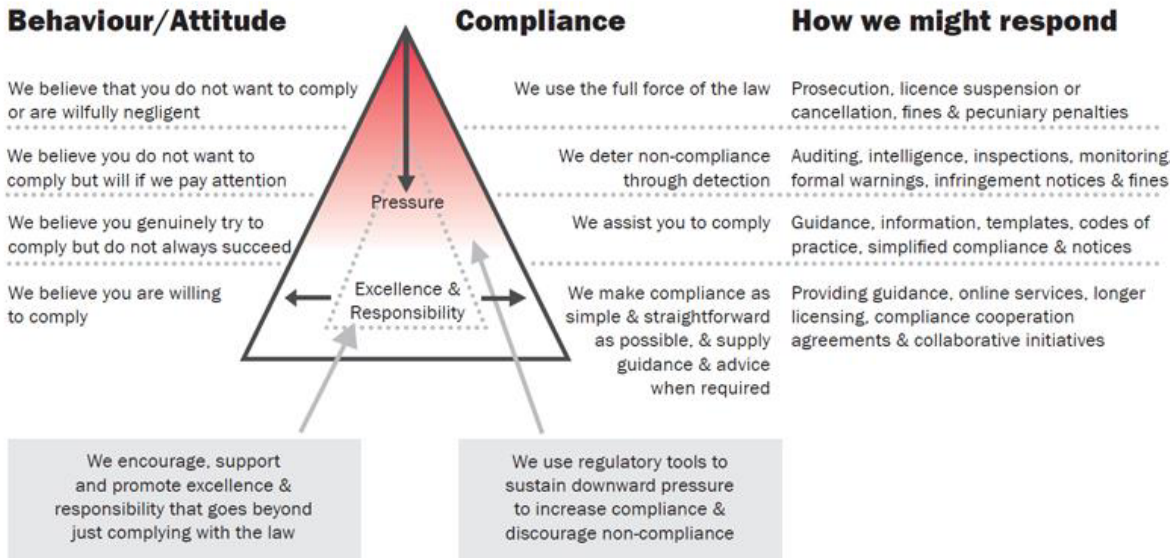 Behaviour/Attitude
Compliance
How we might respond
We believe that you do not want to comply
or are wilfully negligent
We use the full force of the law
Prosecution, licence suspension or
cancellation, fines & pecuniary penalties
We believe you do not want to
comply but will if we pay attention
We deter non-compliance
through detection
Auditing, intelligence, inspections, monitoring,
formal warnings, infringement notices & fines
Pressure
We believe you genuinely try to
comply but do not always succeed
We assist you to comply
Guidance, information, templates, codes of
practice, simplified compliance & notices
We believe you are willing
to comply
Excellence &
Responsibility
We make compliance as
simple & straightforward
as possible, & supply
guidance & advice
when required
Providing guidance, online services, longer
licensing, compliance cooperation
agreements & collaborative initiatives
We encourage, support
and promote excellence &
responsibility that goes beyond
just complying with the law
We use regulatory tools to
sustain downward pressure
to increase compliance &
discourage non-compliance